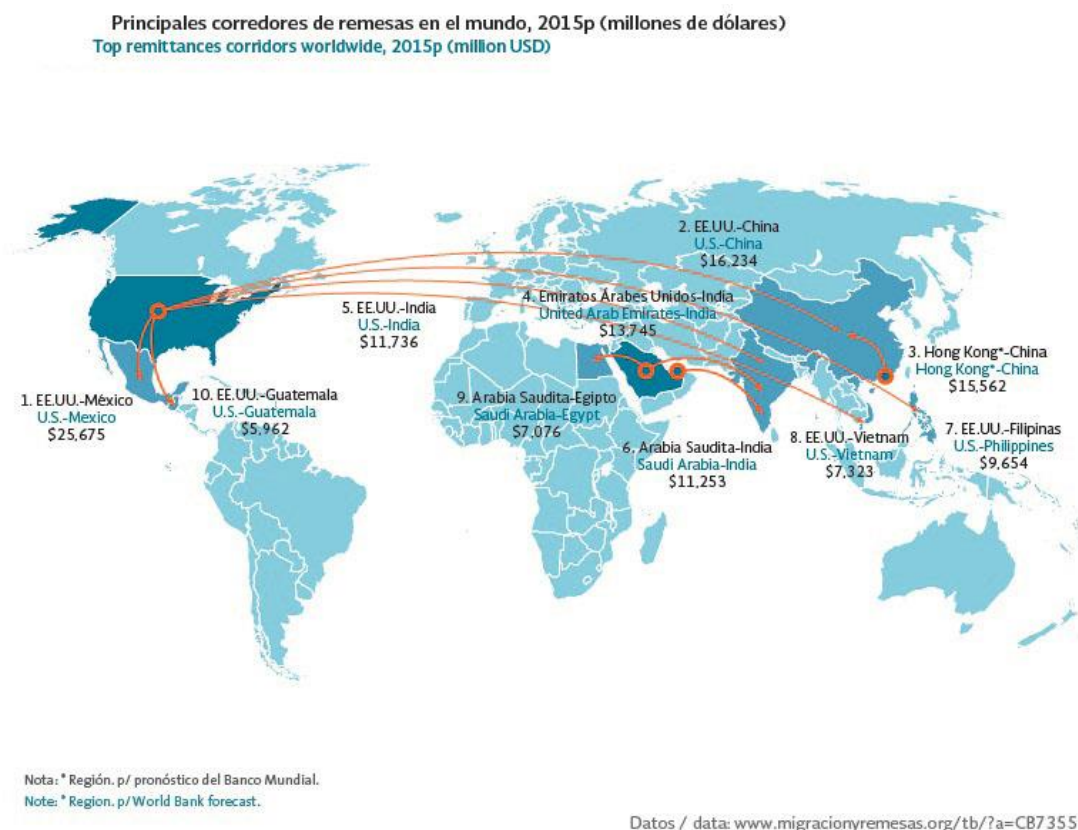 Principales corredores de remesas en el mundo, 2015p (millones de dólares)
Top remittances corridors worldwide, 2015p (million USD)
2. EE.UU.-China
U.S.-China
$16,234
5. EE.UU.-India
U.S.-India
$11,736
4. Emiratos Árabes Unidos-India
United Arab Emirates-India
$13,745
3. Hong Kong*-China
Hong Kong*-China
$15,562
1. EE.UU.-México
U.S.-Mexico
$25,675
10. EE.UU.-Guatemala
U.S.-Guatemala
$5,962
9. Arabia Saudita-Egipto
Saudi Arabia-Egypt
$7,076
6. Arabia Saudita-India
Saudi Arabia-India
$11,253
8. EE.UU.-Vietnam
U.S.-Vietnam
$7,323
7. EE.UU.-Filipinas
U.S.-Philippines
$9,654
Nota: * Región. p/ pronóstico del Banco Mundial.
Note: * Region. p/ World Bank forecast.
Datos / data: www.migracionyremesas.org/tb/?a=CB7355